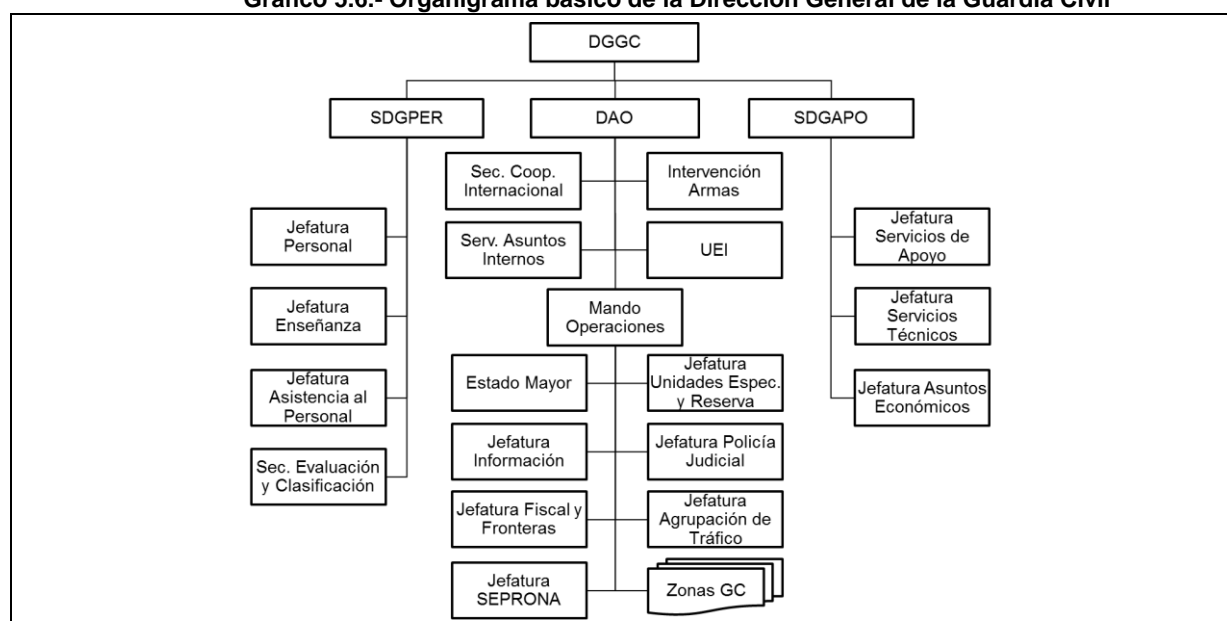 Gráfico 5.6.- Organigrama básico de la Dirección General de la Guardia Civil
DGGC
SDGPER
DAO
SDGAPO
Sec. Coop.
Internacional
Intervención
Armas
Jefatura
Personal
Serv. Asuntos
Internos
UEI
Jefatura
Servicios de
Apoyo
Jefatura
Enseñanza
Mando
Operaciones
Jefatura
Servicios
Técnicos
Jefatura
Asistencia al
Personal
Estado Mayor
Jefatura
Unidades Espec.
y Reserva
Jefatura Asuntos
Económicos
Sec. Evaluación
y Clasificación
Jefatura
Información
Jefatura Policía
Judicial
Jefatura Fiscal y
Fronteras
Jefatura
Agrupación de
Tráfico
Jefatura
SEPRONA
Zonas GC